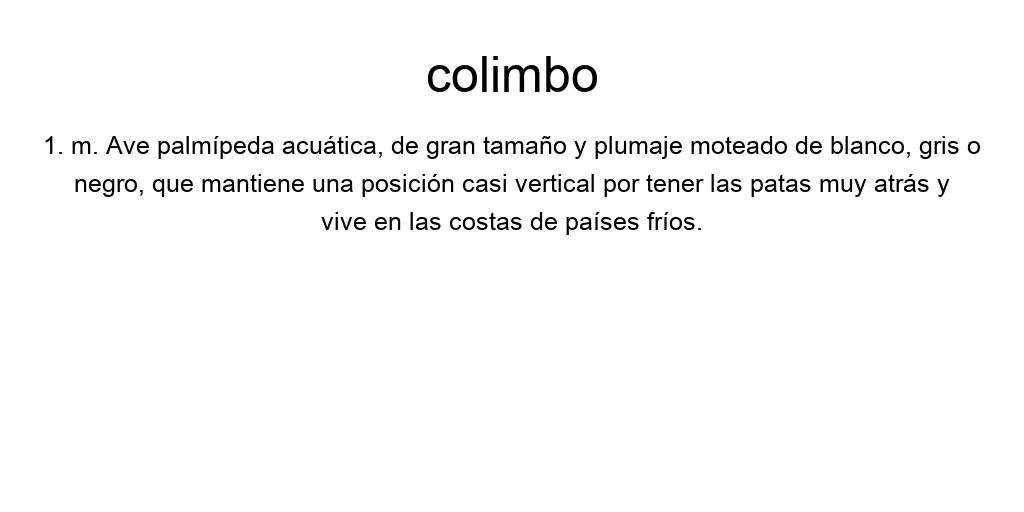 colimbo
1. m. Ave palmípeda acuática, de gran tamaño y plumaje moteado de blanco, gris o
negro, que mantiene una posición casi vertical por tener las patas muy atrás y
vive en las costas de países fríos.